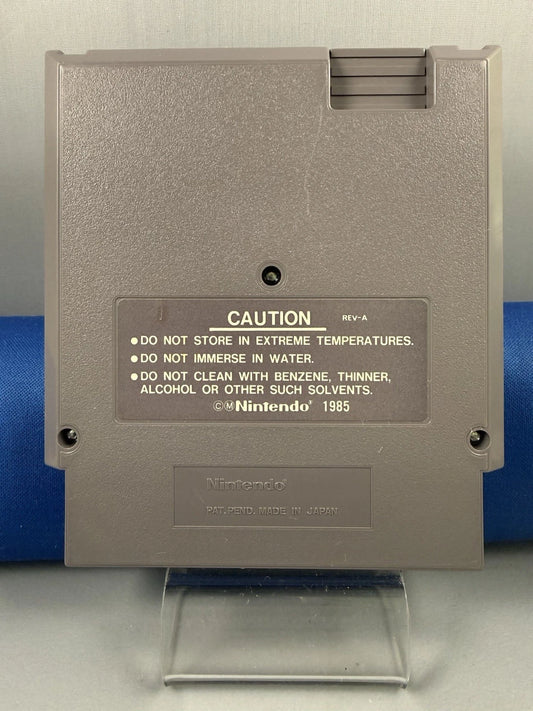 CAUTION REV-A
●DO NOT STORE IN EXTREME TEMPERATURES.
●DO NOT IMMERSE IN WATER.
●DO NOT CLEAN WITH BENZENE, THINNER,
ALCOHOL OR OTHER SUCH SOLVENTS.
©ⓂNintendo® 1985
Nintendo®
PAT. PEND. MADE IN JAPAN